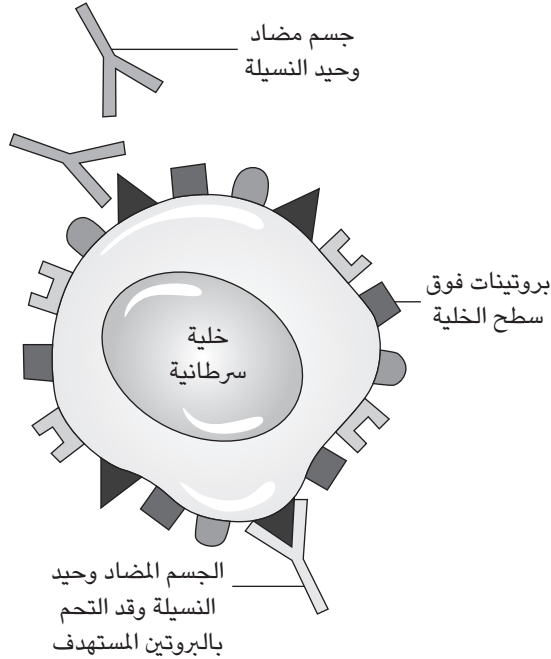 جسم مضاد
وحيد النسيلة
بروتينات فوق
سطح الخلية
خلية
سرطانية
الجسم المضاد وحيد
النسيلة وقد التحم
بالبروتين المستهدف